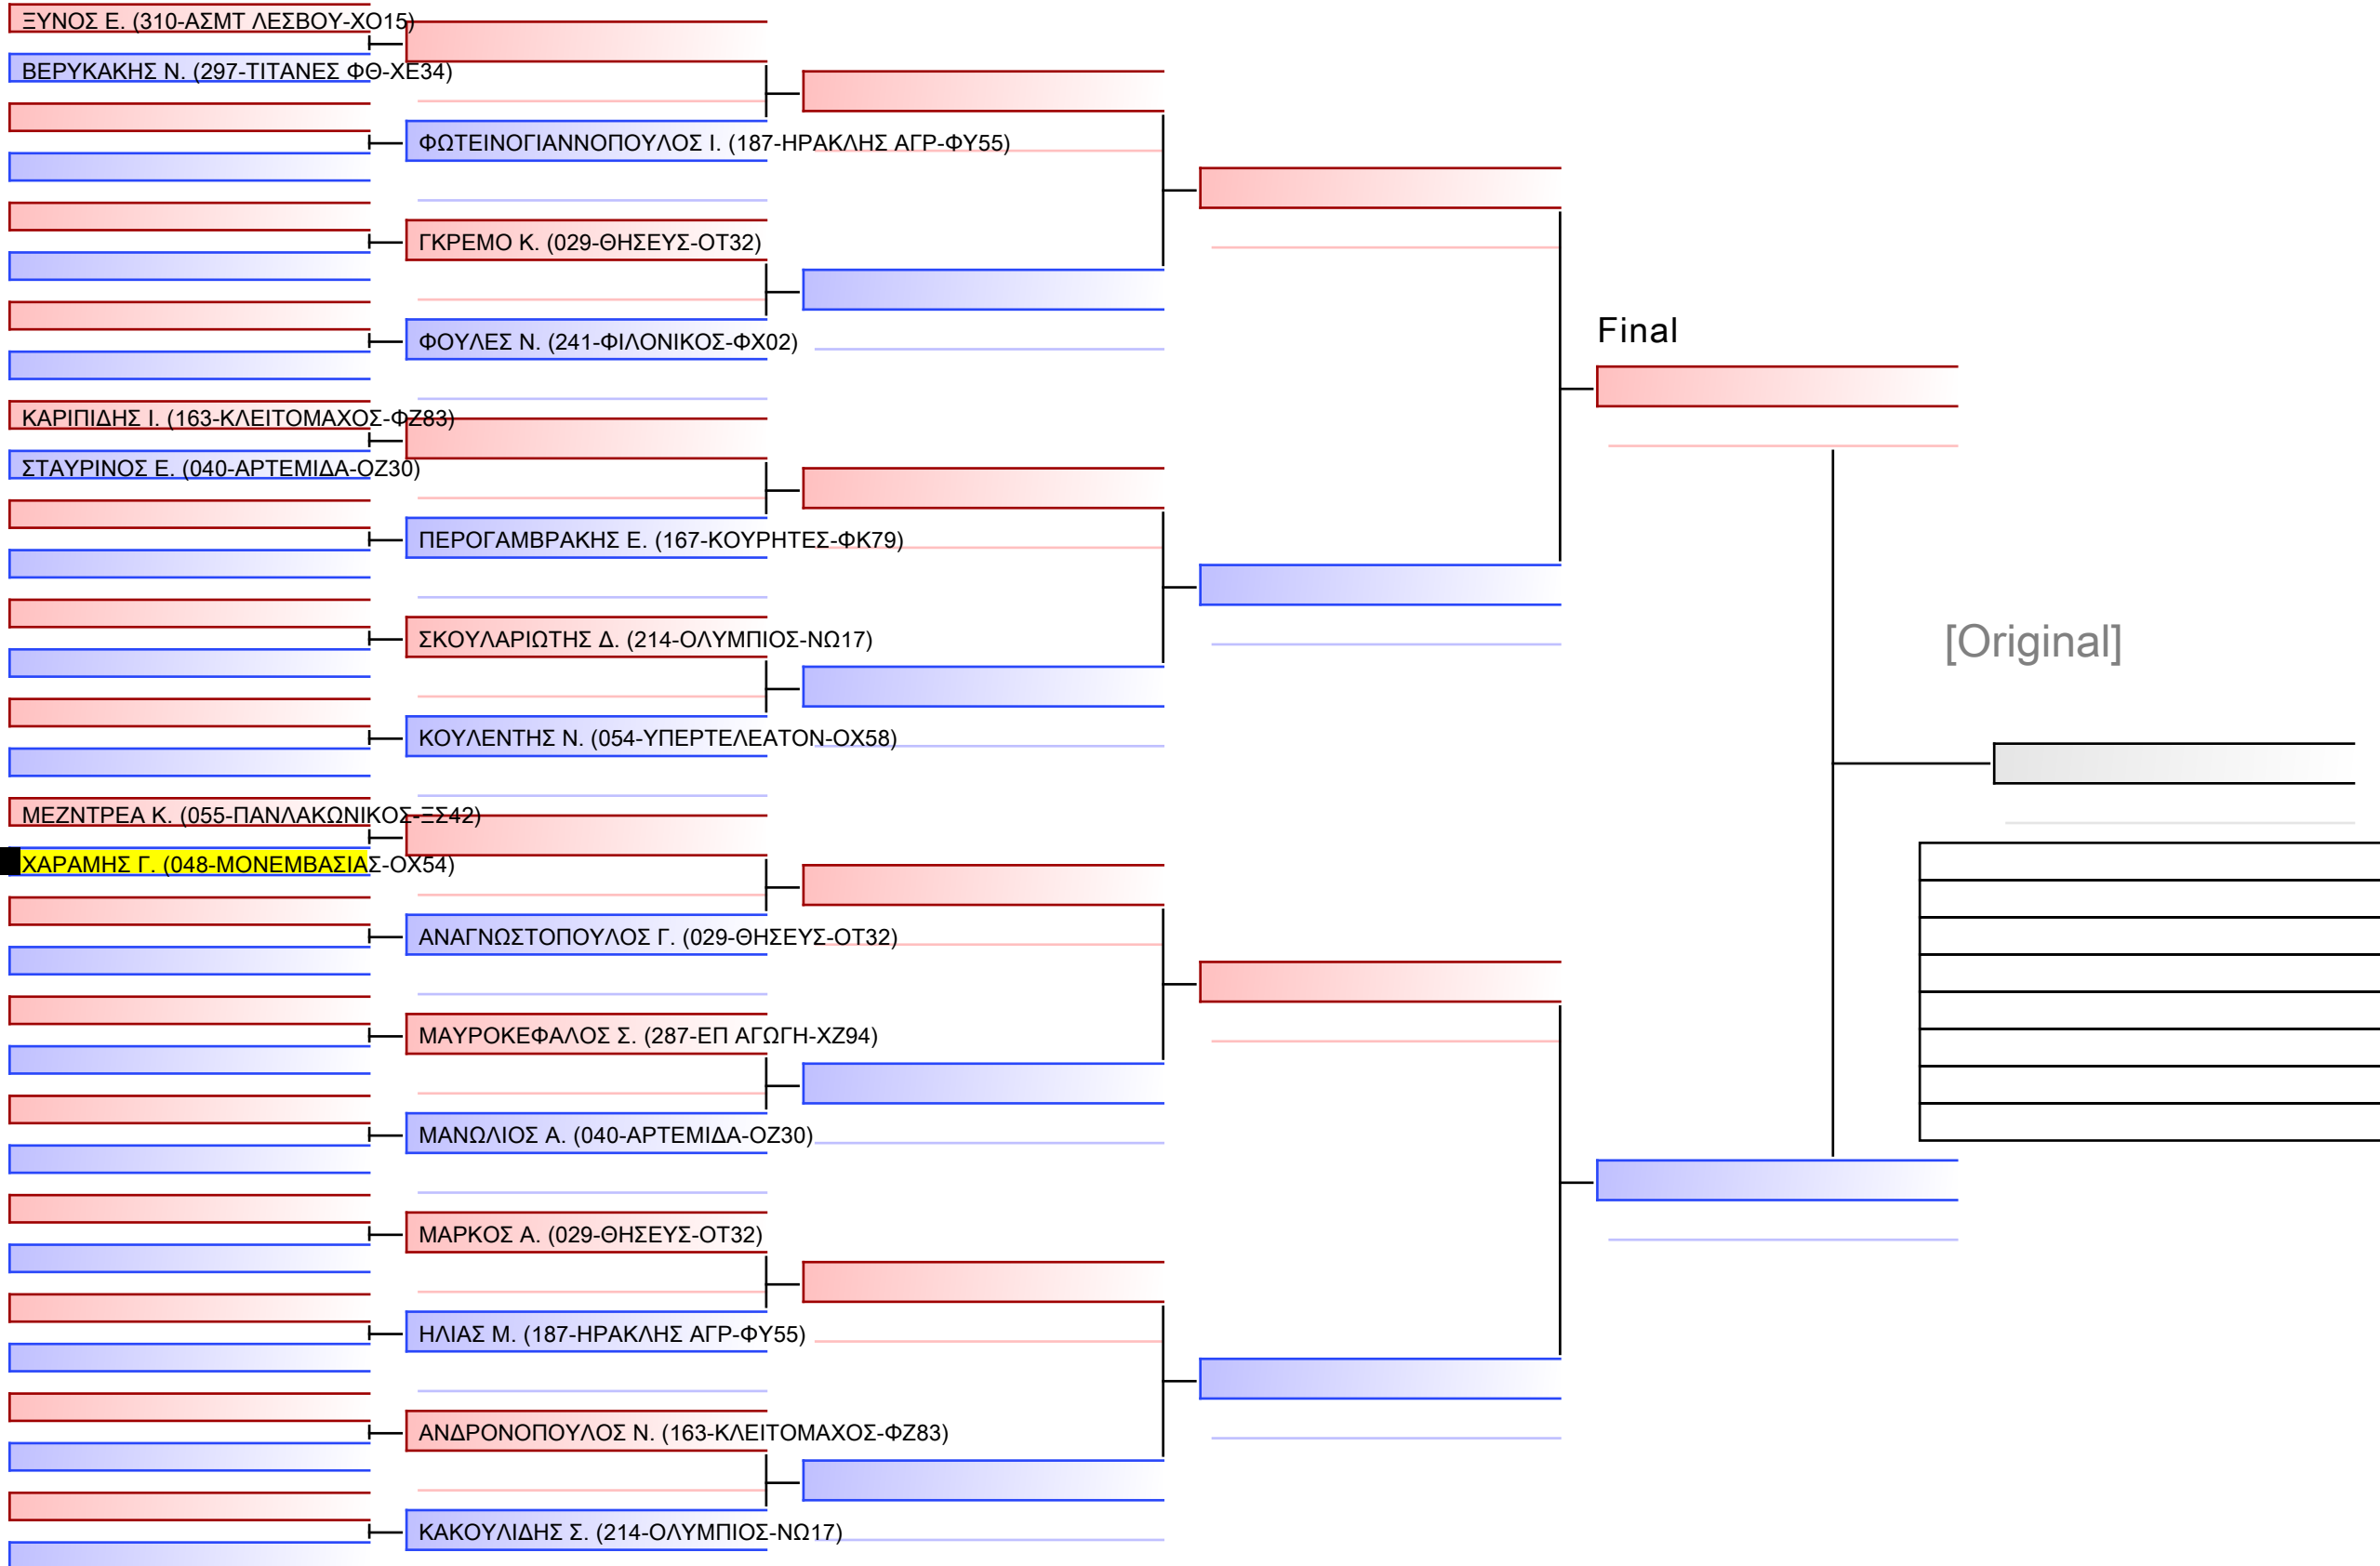 ΞΥΝΟΣ Ε. (310-ΑΣΜΤ ΛΕΣΒΟΥ-ΧΟ15)
ΒΕΡΥΚΑΚΗΣ Ν. (297-ΤΙΤΑΝΕΣ ΦΘ-ΧΕ34)
ΦΩΤΕΙΝΟΓΙΑΝΝΟΠΟΥΛΟΣ Ι. (187-ΗΡΑΚΛΗΣ ΑΓΡ-ΦΥ55)
ΓΚΡΕΜΟ Κ. (029-ΘΗΣΕΥΣ-ΟΤ32)
ΦΟΥΛΕΣ Ν. (241-ΦΙΛΟΝΙΚΟΣ-ΦΧ02)
Final
ΚΑΡΙΠΙΔΗΣ Ι. (163-ΚΛΕΙΤΟΜΑΧΟΣ-ΦΖ83)
ΣΤΑΥΡΙΝΟΣ Ε. (040-ΑΡΤΕΜΙΔΑ-ΟΖ30)
ΠΕΡΟΓΑΜΒΡΑΚΗΣ Ε. (167-ΚΟΥΡΗΤΕΣ-ΦΚ79)
ΣΚΟΥΛΑΡΙΩΤΗΣ Δ. (214-ΟΛΥΜΠΙΟΣ-ΝΩ17)
[Original]
ΚΟΥΛΕΝΤΗΣ Ν. (054-ΥΠΕΡΤΕΛΕΑΤΟΝ-ΟΧ58)
ΜΕΖΝΤΡΕΑ Κ. (055-ΠΑΝΛΑΚΩΝΙΚΟΣ-ΞΣ42)
ΧΑΡΑΜΗΣ Γ. (048-ΜΟΝΕΜΒΑΣΙΑΣ-ΟΧ54)
ΑΝΑΓΝΩΣΤΟΠΟΥΛΟΣ Γ. (029-ΘΗΣΕΥΣ-ΟΤ32)
ΜΑΥΡΟΚΕΦΑΛΟΣ Σ. (287-ΕΠ ΑΓΩΓΗ-ΧΖ94)
ΜΑΝΩΛΙΟΣ Α. (040-ΑΡΤΕΜΙΔΑ-ΟΖ30)
ΜΑΡΚΟΣ Α. (029-ΘΗΣΕΥΣ-ΟΤ32)
ΗΛΙΑΣ Μ. (187-ΗΡΑΚΛΗΣ ΑΓΡ-ΦΥ55)
ΑΝΔΡΟΝΟΠΟΥΛΟΣ Ν. (163-ΚΛΕΙΤΟΜΑΧΟΣ-ΦΖ83)
ΚΑΚΟΥΛΙΔΗΣ Σ. (214-ΟΛΥΜΠΙΟΣ-ΝΩ17)